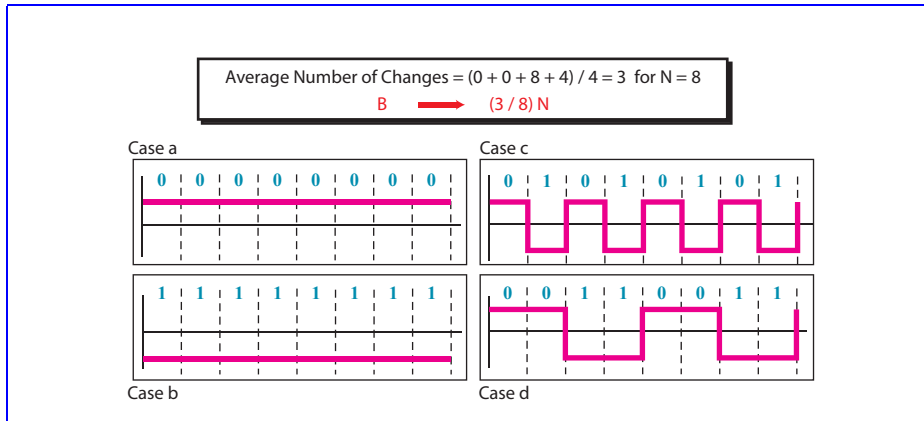 Average Number of Changes = (0 + 0 + 8 + 4) / 4 = 3 for N = 8
B (3 / 8) N
Case a
0 0 0 0 0 0 0 0
Case c
0 1 0 1 0 1 0 1
1 1 1 1 1 1 1 1
Case b
0 0 1 1 0 0 1 1
Case d